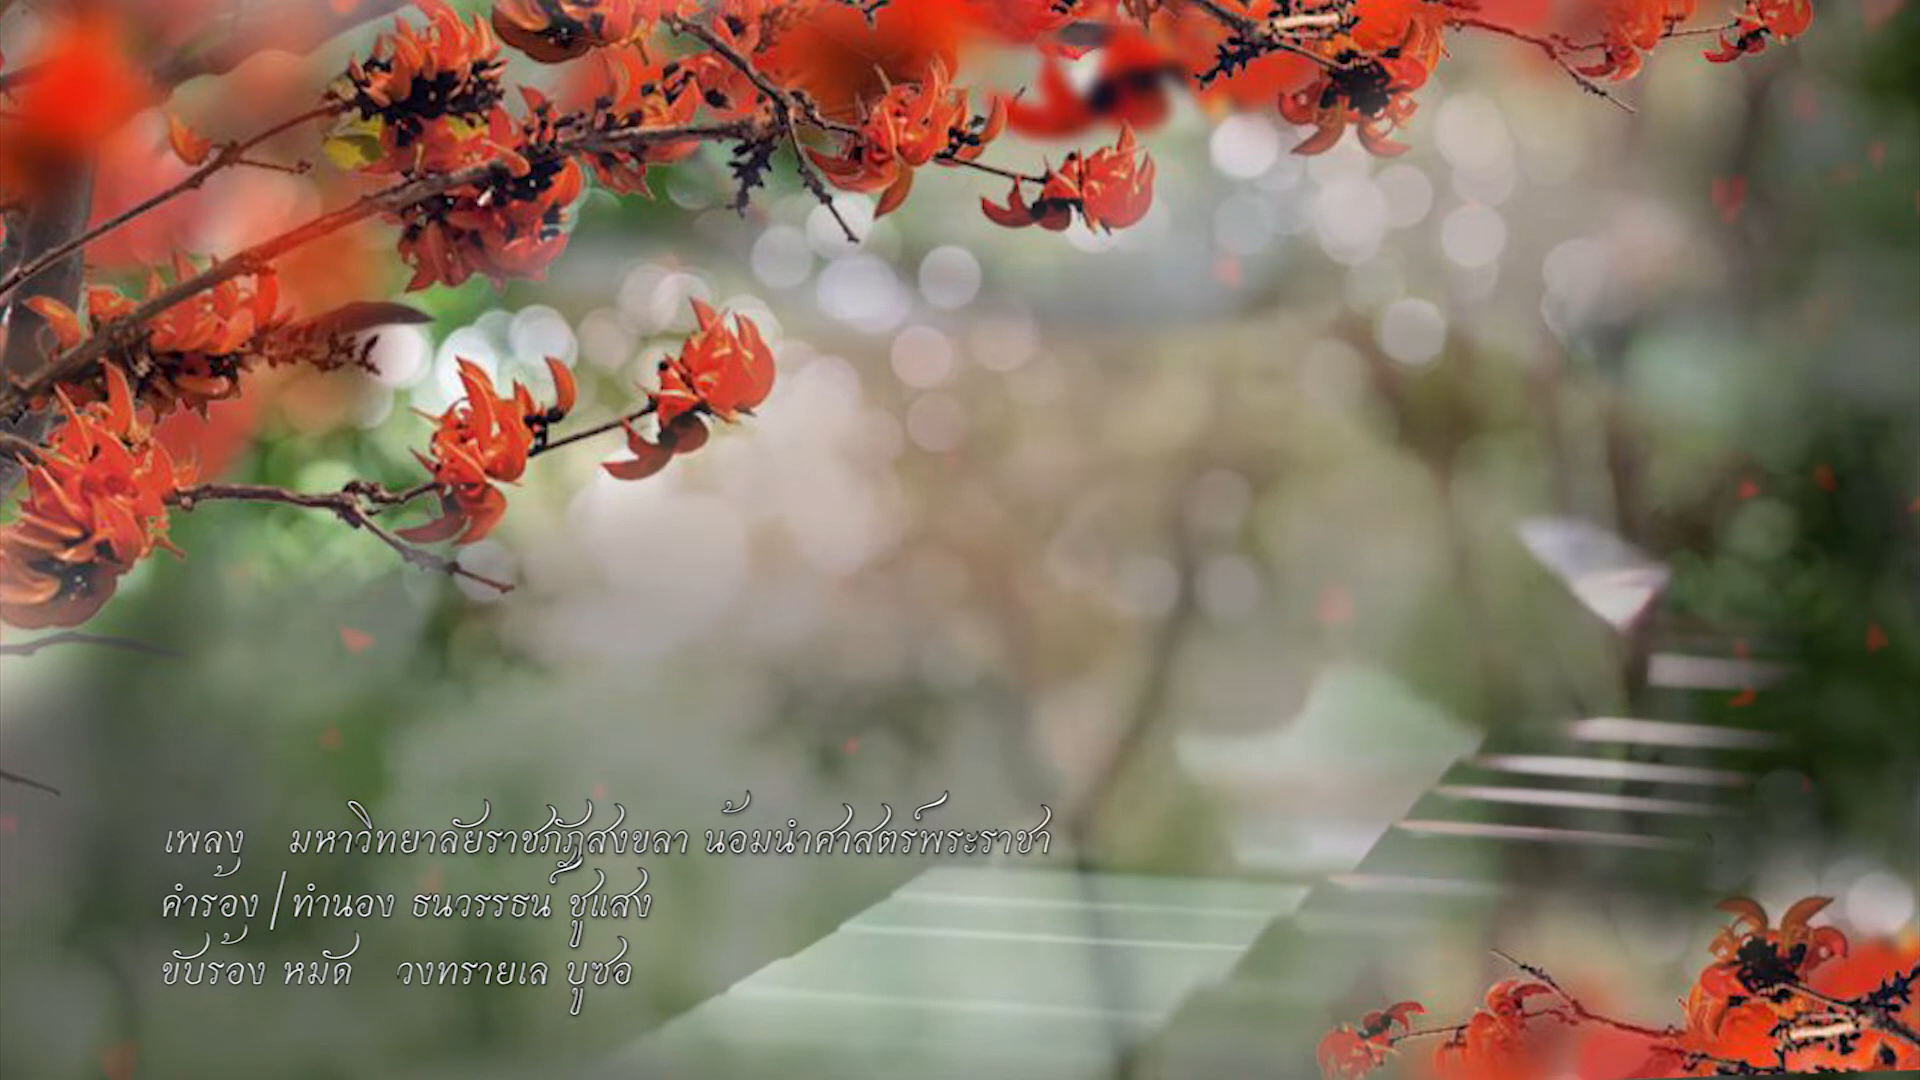 เพลง มหาวิทยาลัยราชภัฏสงขลา น้อมนำศาสตร์พระราชา
คำร้อง/ทำนอง ธนวรรธน์ ชูแสง
ขับร้อง หมัด วงทรายเล บูซอ